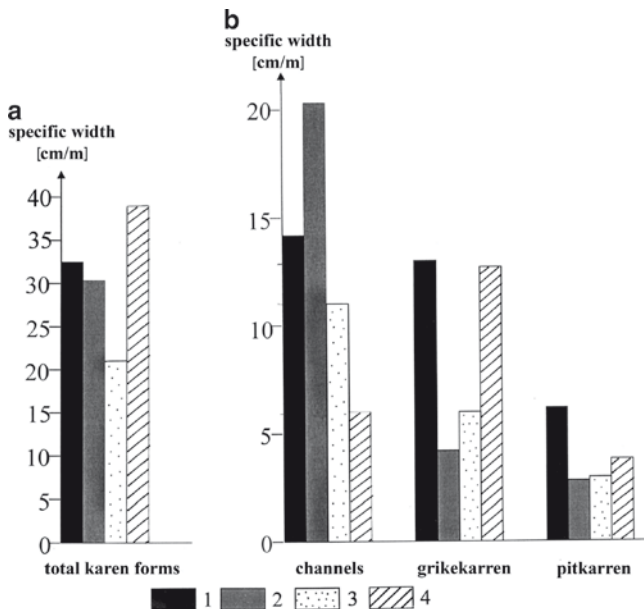 a
specific width
[cm/m]
40
35
30
25
20
15
10
5
0
total karen forms
b
specific width
[cm/m]
20
15
10
5
0
channels grikekarren pitkarren
1 2 3 4